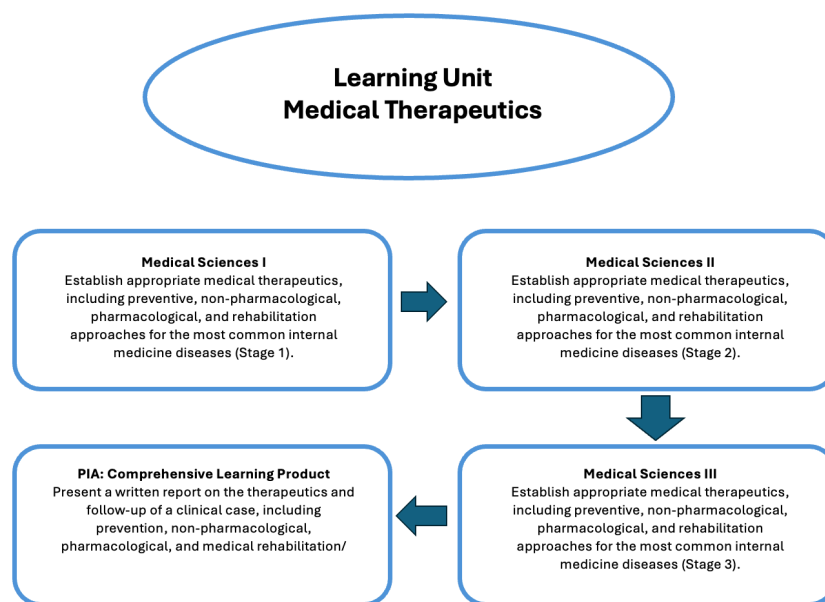 Learning Unit
Medical Therapeutics
Medical Sciences I
Establish appropriate medical therapeutics,
including preventive, non-pharmacological,
pharmacological, and rehabilitation
approaches for the most common internal
medicine diseases (Stage 1).
Medical Sciences II
Establish appropriate medical therapeutics,
including preventive, non-pharmacological,
pharmacological, and rehabilitation
approaches for the most common internal
medicine diseases (Stage 2).
PIA: Comprehensive Learning Product
Present a written report on the therapeutics and
follow-up of a clinical case, including
prevention, non-pharmacological,
pharmacological, and medical rehabilitation/
Medical Sciences III
Establish appropriate medical therapeutics,
including preventive, non-pharmacological,
pharmacological, and rehabilitation
approaches for the most common internal
medicine diseases (Stage 3).